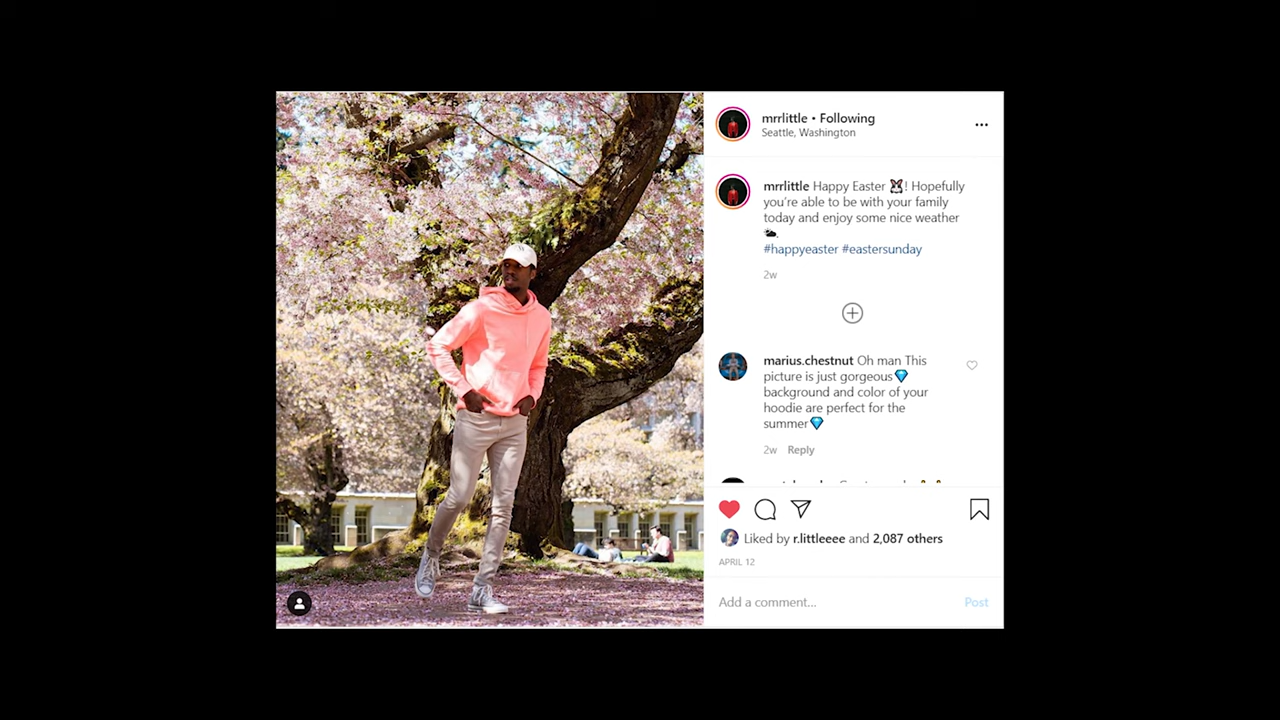 mrrlittle • Following
Seattle, Washington
mrrlittle Happy Easter ! Hopefully
you're able to be with your family
today and enjoy some nice weather
.
#happyeaster #eastersunday
2w
marius.chestnut Oh man This
picture is just gorgeous💎
background and color of your
hoodie are perfect for the
summer💎
2w Reply
Liked by r.littleeee and 2,087 others
APRIL 12
Add a comment... Post